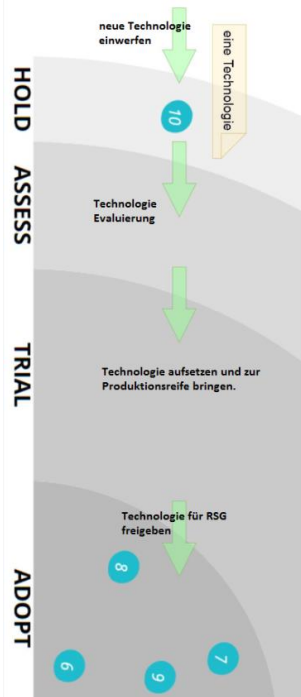 neue Technologie
einwerfen
eine Technologie
HOLD
10
ASSESS
Technologie
Evaluierung
TRIAL
Technologie aufsetzen und zur
Produktionsreife bringen.
Technologie für RSG
freigeben
8
ADOPT
7
9
6